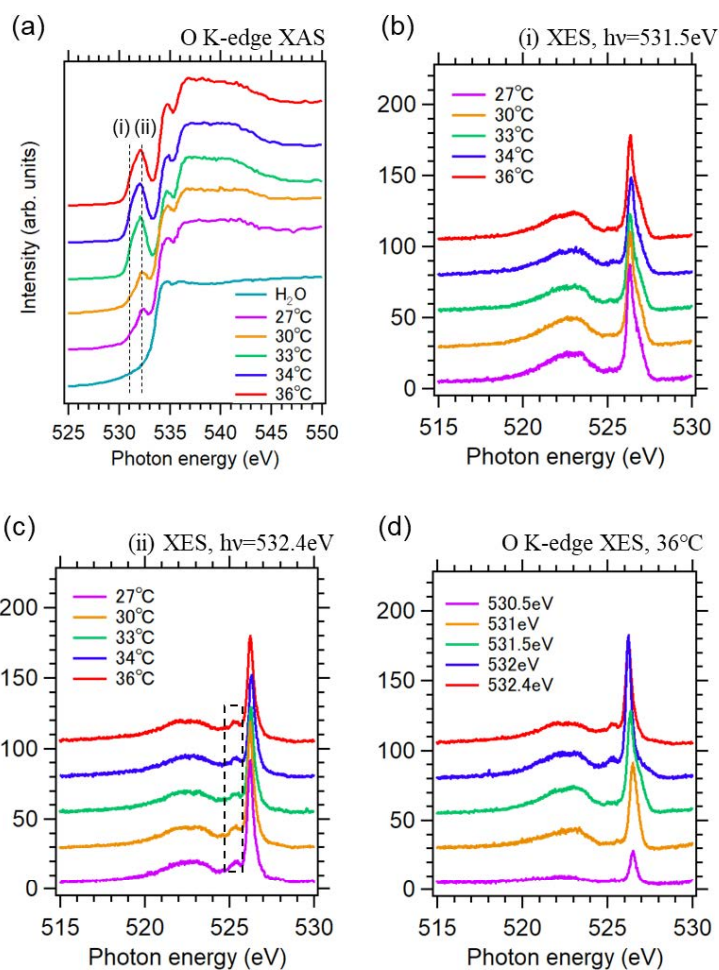 (a)
O K-edge XAS
(i) (ii)
Intensity (arb. units)
H2O
27°C
30°C
33°C
34°C
36°C
525 530 535 540 545 550
Photon energy (eV)
(b)
(i) XES, hν=531.5eV
200
150
100
50
0
27°C
30°C
33°C
34°C
36°C
515 520 525 530
Photon energy (eV)
(c)
(ii) XES, hν=532.4eV
200
150
100
50
0
27°C
30°C
33°C
34°C
36°C
515 520 525 530
Photon energy (eV)
(d)
O K-edge XES, 36°C
200
150
100
50
0
530.5eV
531eV
531.5eV
532eV
532.4eV
515 520 525 530
Photon energy (eV)